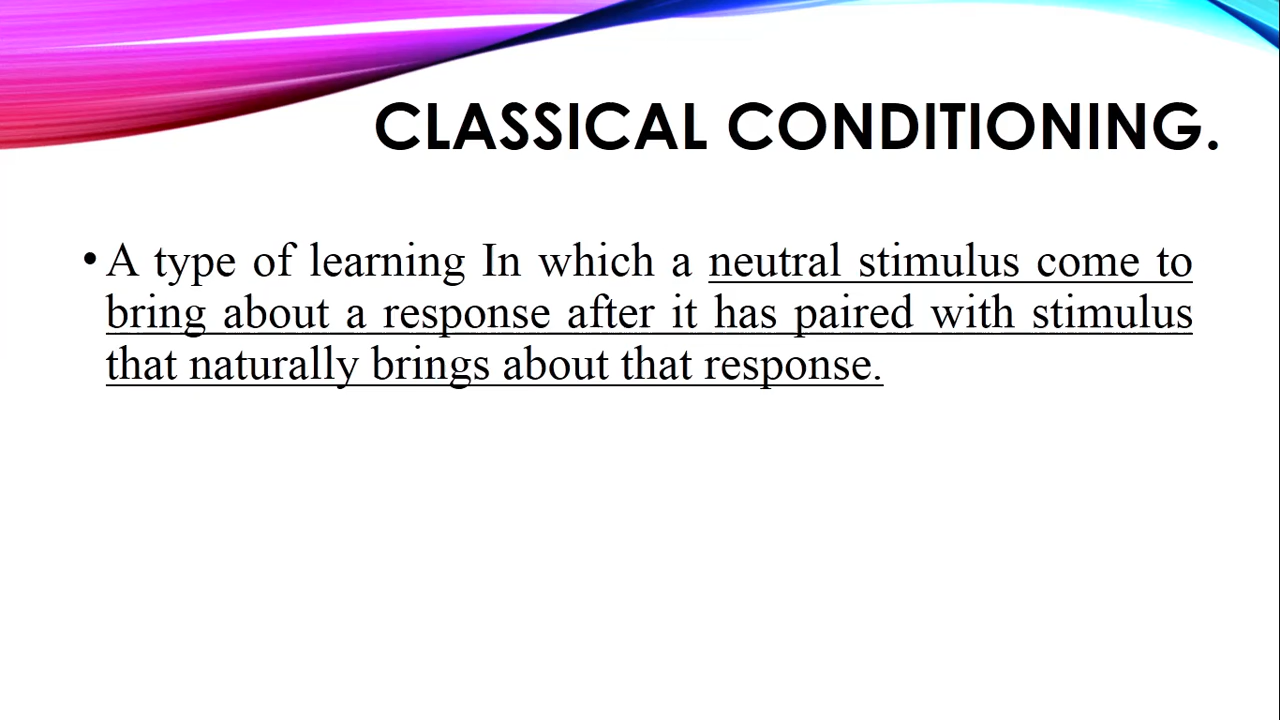 CLASSICAL CONDITIONING.
• A type of learning In which a neutral stimulus come to
bring about a response after it has paired with stimulus
that naturally brings about that response.